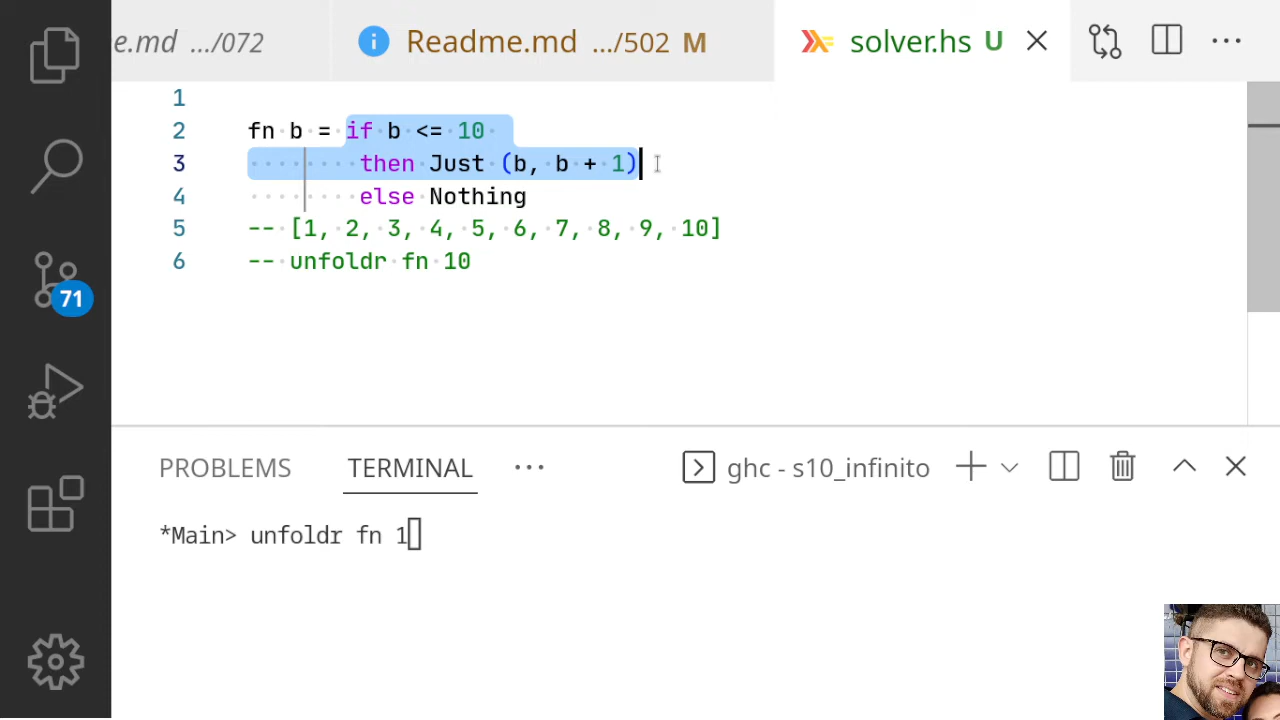 e.md .../072
Readme.md .../502 M
solver.hs U
1
2 fn b = if b <= 10
3 then Just (b, b + 1)
4 else Nothing
5 -- [1, 2, 3, 4, 5, 6, 7, 8, 9, 10]
6 -- unfoldr fn 10
71
PROBLEMS TERMINAL ghc - s10_infinito
*Main> unfoldr fn 1